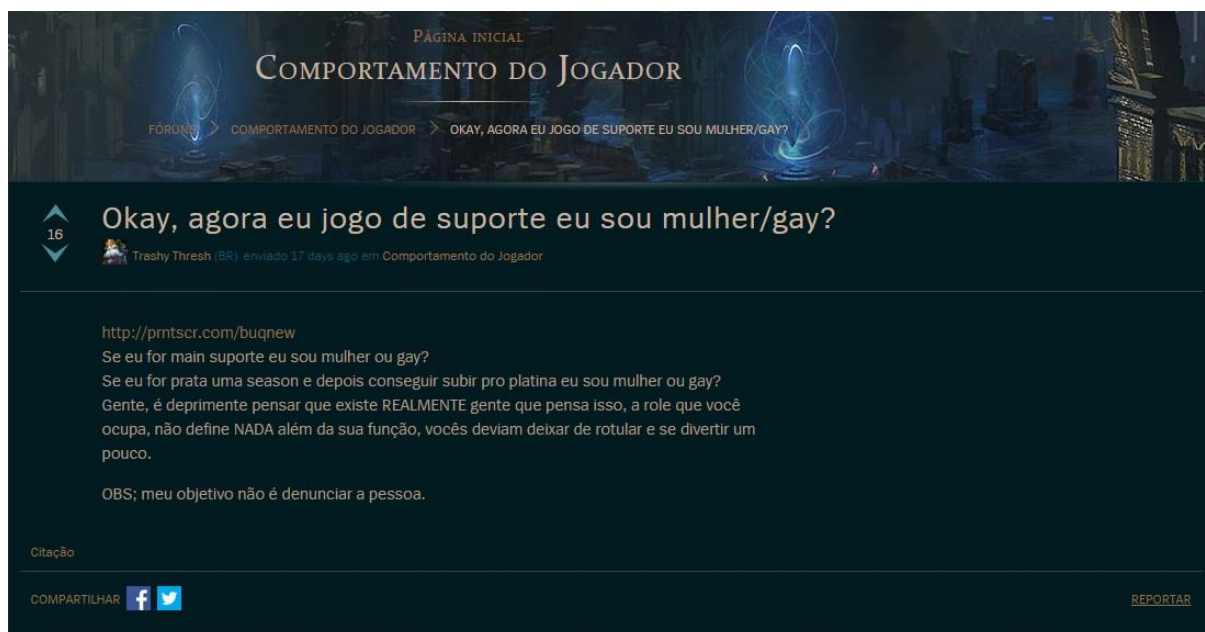 Página inicial
Comportamento do Jogador
FÓRUNS > COMPORTAMENTO DO JOGADOR > OKAY, AGORA EU JOGO DE SUPORTE EU SOU MULHER/GAY?
Okay, agora eu jogo de suporte eu sou mulher/gay?
16
Trashy Thresh (BR) enviado 17 days ago em Comportamento do Jogador
http://prntscr.com/buqnew
Se eu for main suporte eu sou mulher ou gay?
Se eu for prata uma season e depois conseguir subir pro platina eu sou mulher ou gay?
Gente, é deprimente pensar que existe REALMENTE gente que pensa isso, a role que você
ocupa, não define NADA além da sua função, vocês deviam deixar de rotular e se divertir um
pouco.
OBS; meu objetivo não é denunciar a pessoa.
Citação
COMPARTILHAR
REPORTAR